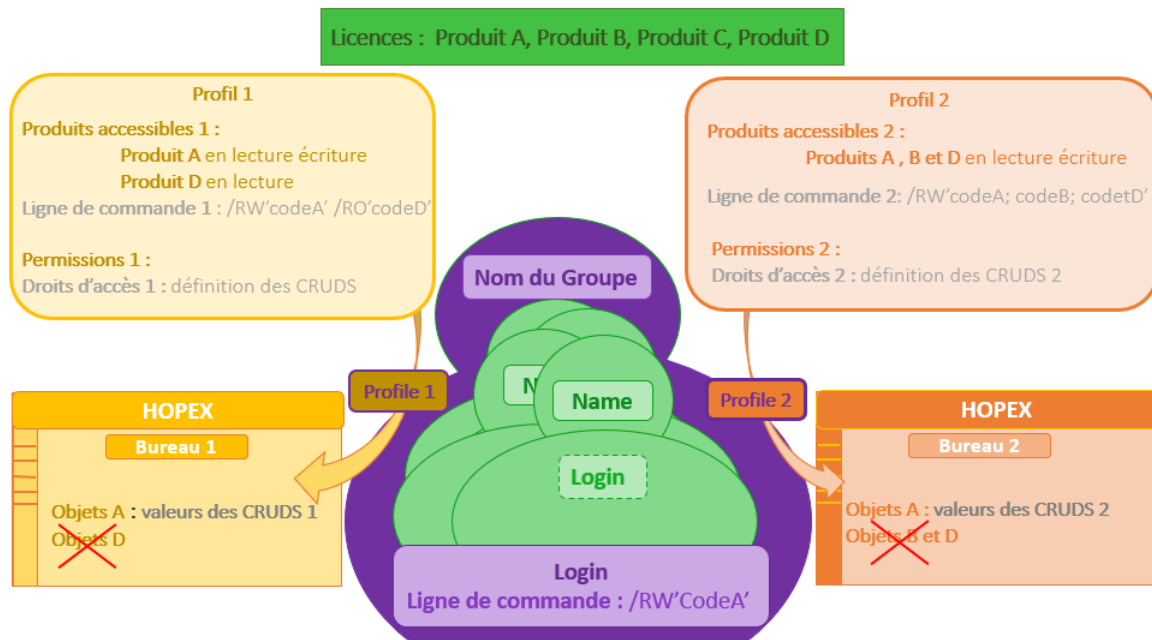 Licences : Produit A, Produit B, Produit C, Produit D
Profil 1
Produits accessibles 1 :
Produit A en lecture écriture
Produit D en lecture
Ligne de commande 1 : /RW'codeA' /RO'codeD'
Permissions 1 :
Droits d'accès 1 : définition des CRUDS
Profil 2
Produits accessibles 2 :
Produits A , B et D en lecture écriture
Ligne de commande 2: /RW'codeA; codeB; codetD'
Permissions 2 :
Droits d'accès 2 : définition des CRUDS 2
Nom du Groupe
Profile 1
Name
Profile 2
Login
HOPEX
Bureau 1
Objets A : valeurs des CRUDS 1
Objets D
HOPEX
Bureau 2
Objets A : valeurs des CRUDS 2
Objets B et D
Login
Ligne de commande : /RW'CodeA'